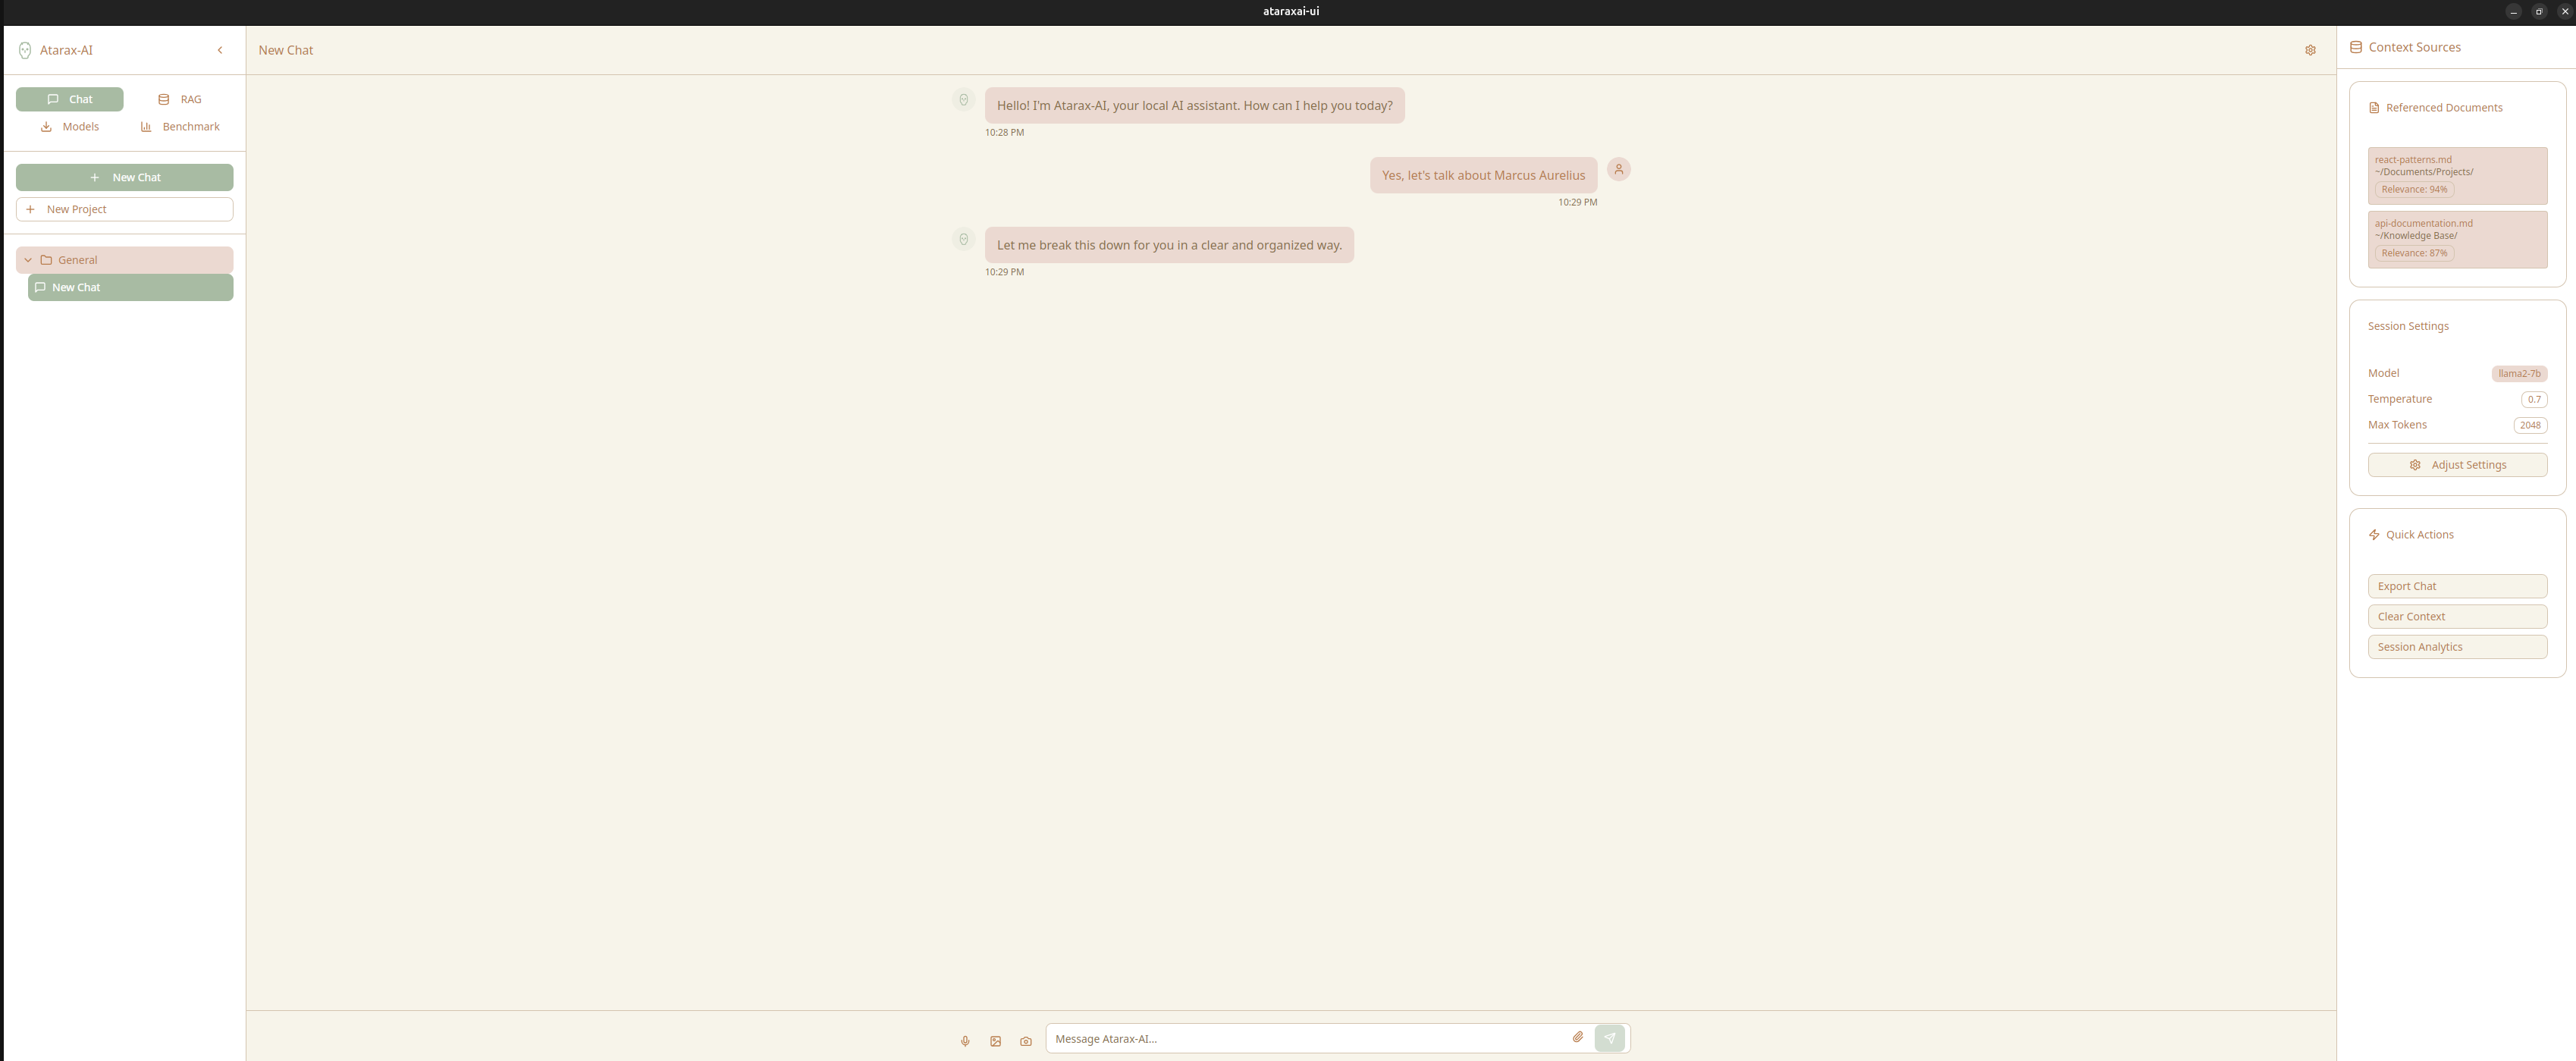 ataraxai-ui
Atarax-AI
Chat
RAG
Models
Benchmark
New Chat
New Project
General
New Chat
New Chat
Hello! I'm Atarax-AI, your local AI assistant. How can I help you today?
10:28 PM
Yes, let's talk about Marcus Aurelius
10:29 PM
Let me break this down for you in a clear and organized way.
10:29 PM
Message Atarax-AI...
Context Sources
Referenced Documents
react-patterns.md
~/Documents/Projects/
Relevance: 94%
api-documentation.md
~/Knowledge Base/
Relevance: 87%
Session Settings
Model llama2-7b
Temperature 0.7
Max Tokens 2048
Adjust Settings
Quick Actions
Export Chat
Clear Context
Session Analytics